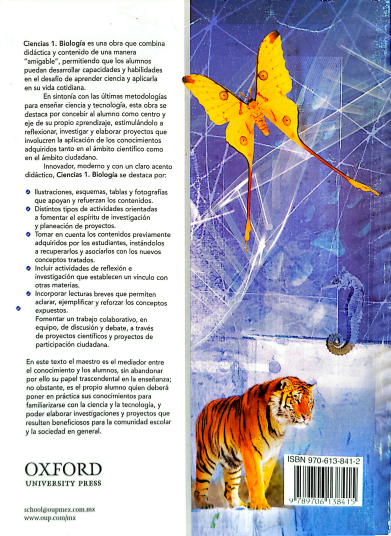 Ciencias 1. Biología es una obra que combina
didáctica y contenido de una manera
"amigable", permitiendo que los alumnos
puedan desarrollar capacidades y habilidades
en el desafío de aprender ciencia y aplicarla
en su vida cotidiana.
En sintonía con las últimas metodologías
para enseñar ciencia y tecnología, esta obra se
destaca por concebir al alumno como centro y
eje de su propio aprendizaje, estimulándolo a
reflexionar, investigar y elaborar proyectos que
involucren la aplicación de los conocimientos
adquiridos tanto en el ámbito científico como
en el ámbito ciudadano.
Innovador, moderno y con un claro acento
didáctico, Ciencias 1. Biología se destaca por:
Ilustraciones, esquemas, tablas y fotografías
que apoyan y refuerzan los contenidos.
Distintos tipos de actividades orientadas
a fomentar el espíritu de investigación
y planeación de proyectos.
Tomar en cuenta los contenidos previamente
adquiridos por los estudiantes, instándolos
a recuperarlos y asociarlos con los nuevos
conceptos tratados.
Incluir actividades de reflexión e
investigación que establecen un vínculo con
otras materias.
Incorporar lecturas breves que permiten
aclarar, ejemplificar y reforzar los conceptos
expuestos.
Fomentar un trabajo colaborativo, en
equipo, de discusión y debate, a través
de proyectos científicos y proyectos de
participación ciudadana.
En este texto el maestro es el mediador entre
el conocimiento y los alumnos, sin abandonar
por ello su papel trascendental en la enseñanza;
no obstante, es el propio alumno quien deberá
poner en práctica sus conocimientos para
familiarizarse con la ciencia y la tecnología, y
poder elaborar investigaciones y proyectos que
resulten beneficiosos para la comunidad escolar
y la sociedad en general.
OXFORD
UNIVERSITY PRESS
school@oupmex.com.mx
www.oup.com/mx
ISBN 970-613-841-2
9 789706 138415